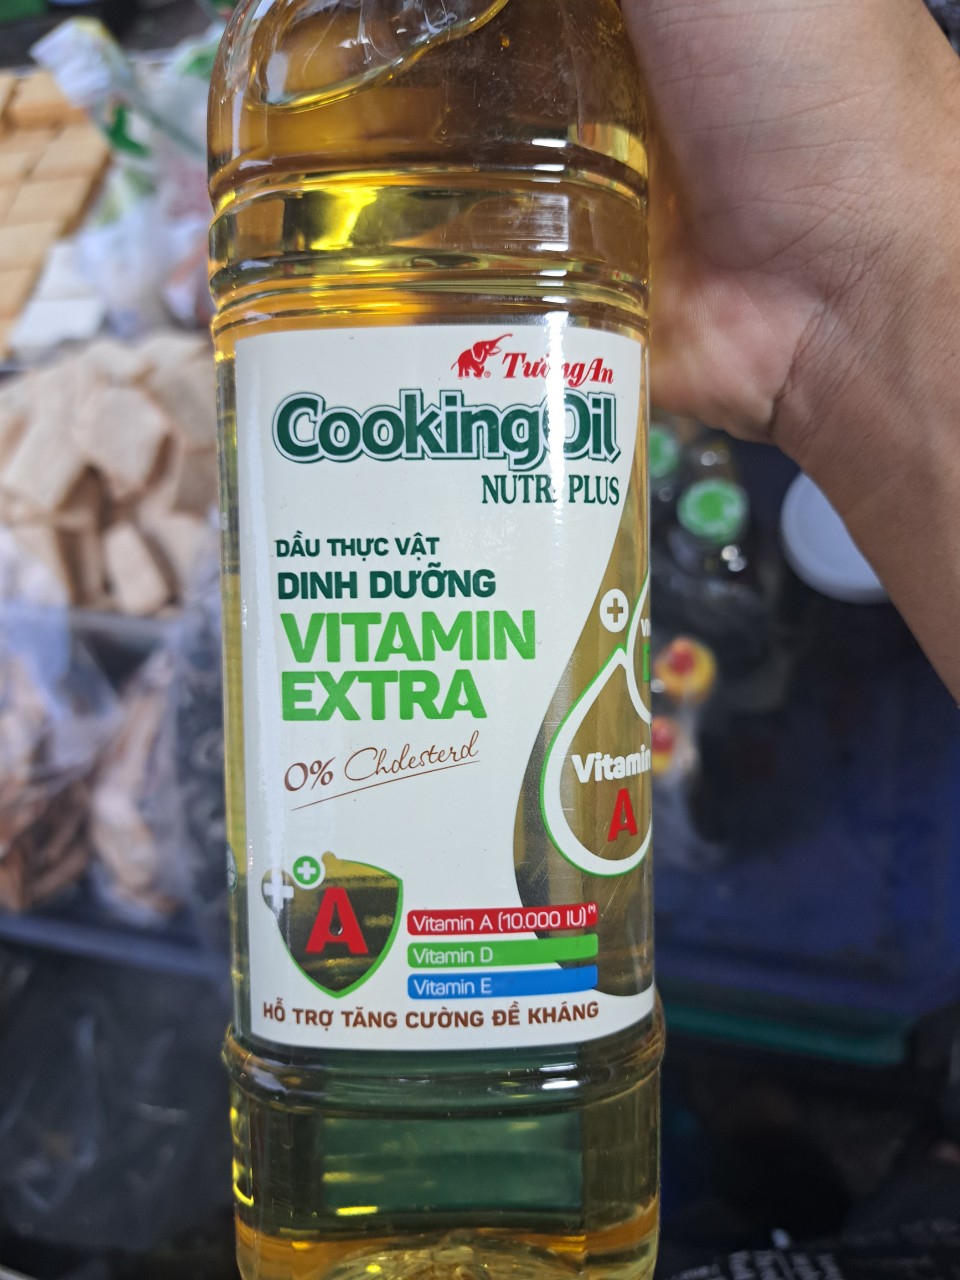 Tường An
Cooking Oil
NUTRI PLUS
DẦU THỰC VẬT
DINH DƯỠNG
VITAMIN
EXTRA
0% Cholesterol
Vitamin
A
A
Vitamin A (10.000 IU)(*)
Vitamin D
Vitamin E
HỖ TRỢ TĂNG CƯỜNG ĐỀ KHÁNG